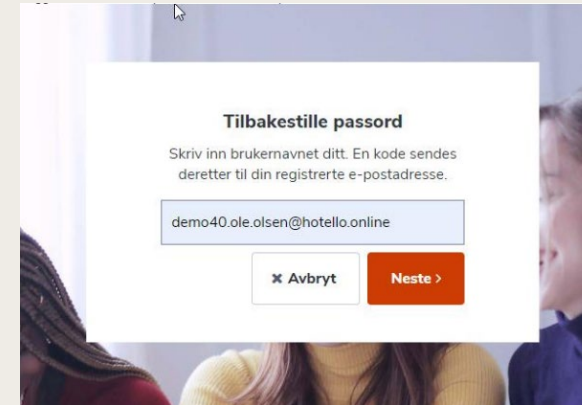 Tilbakestille passord
Skriv inn brukernavnet ditt. En kode sendes
deretter til din registrerte e-postadresse.
demo40.ole.olsen@hotello.online
✖ Avbryt
Neste >